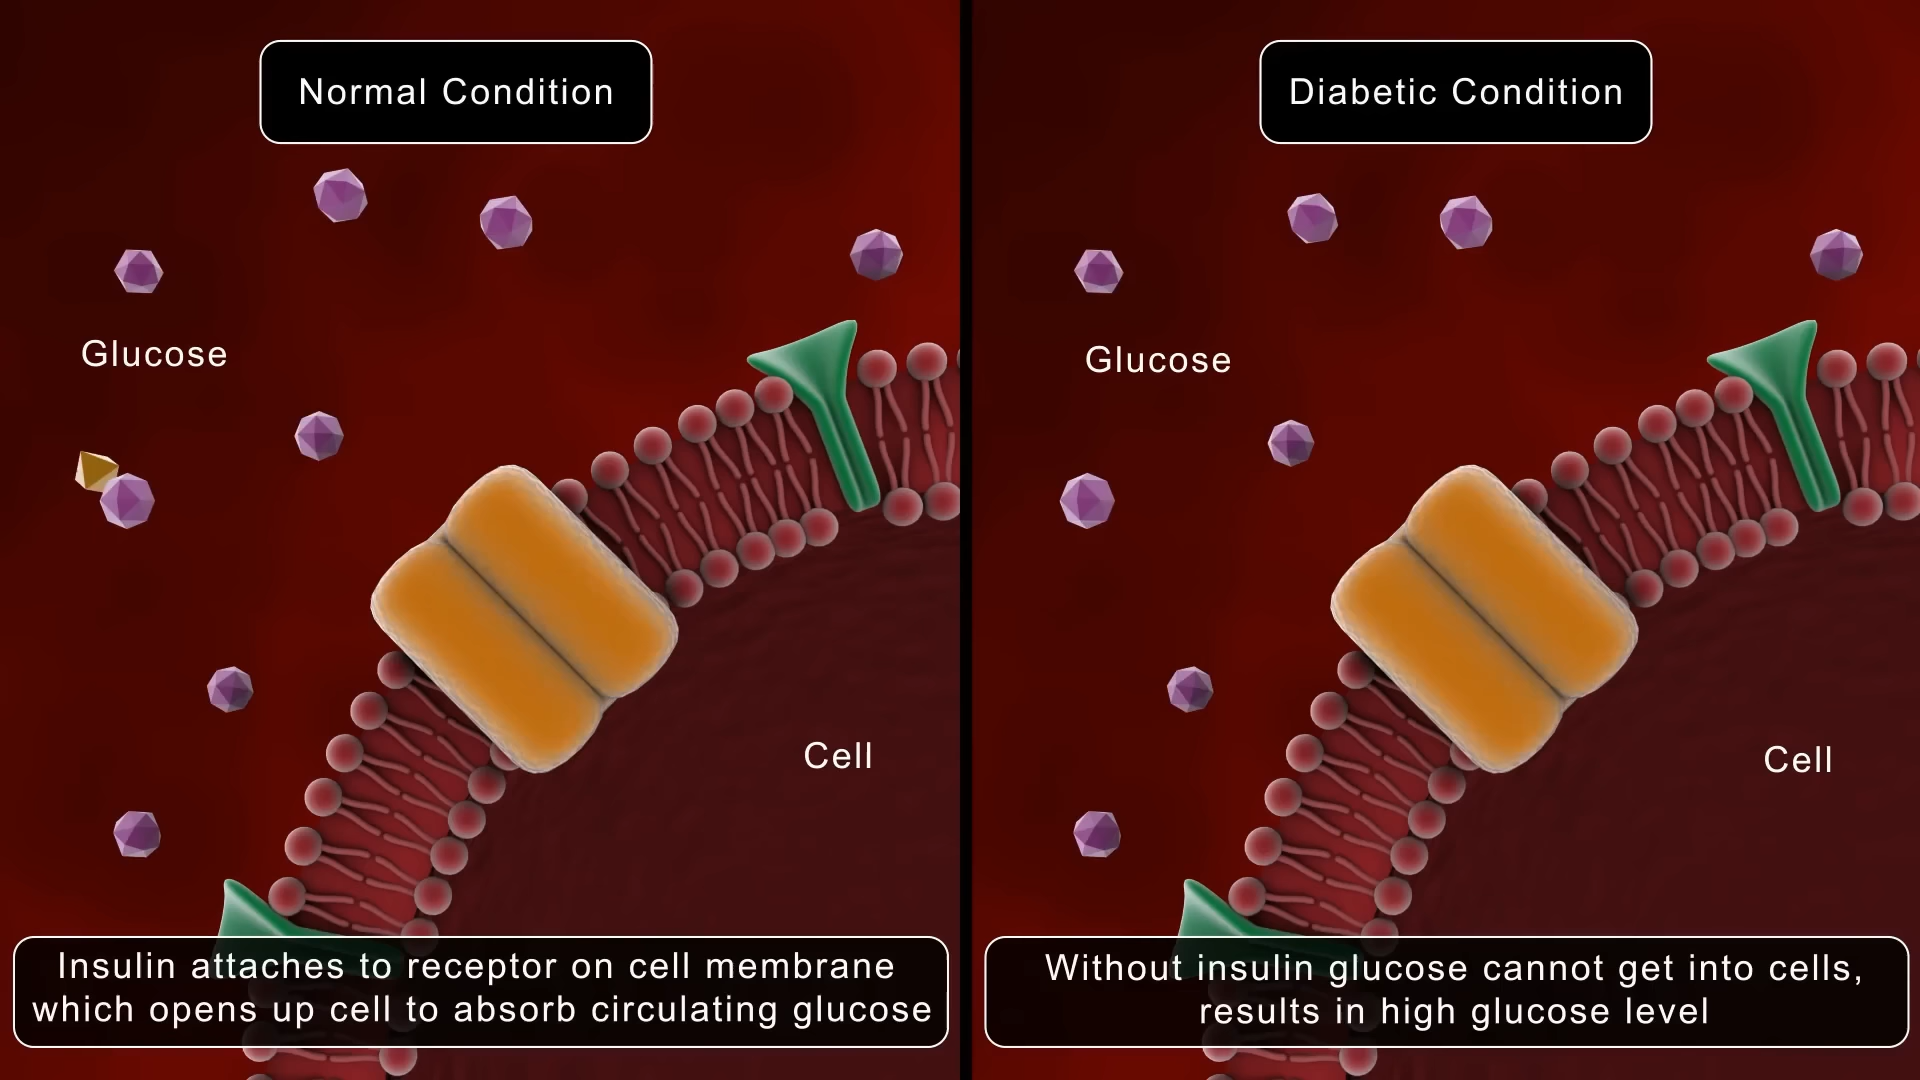 Normal Condition
Glucose
Cell
Insulin attaches to receptor on cell membrane
which opens up cell to absorb circulating glucose
Diabetic Condition
Glucose
Cell
Without insulin glucose cannot get into cells,
results in high glucose level